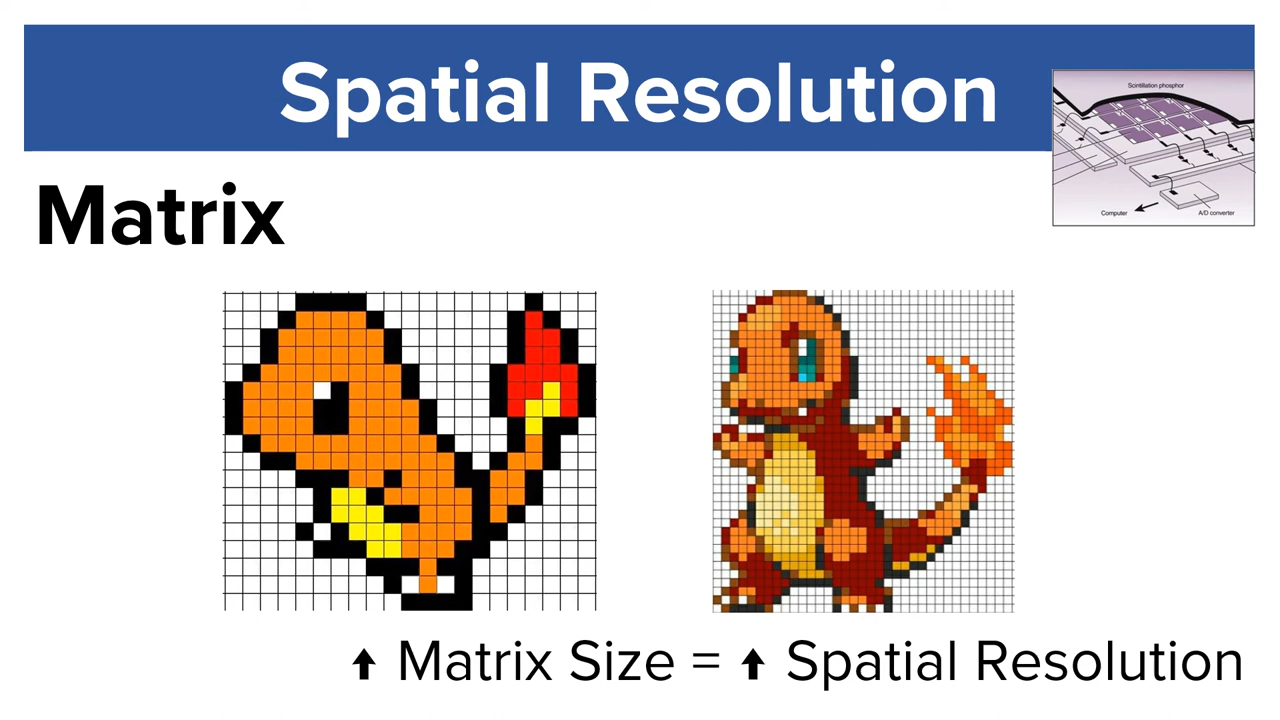 Spatial Resolution
Scintillation phosphor
Computer
A/D converter
Matrix
⬆ Matrix Size = ⬆ Spatial Resolution